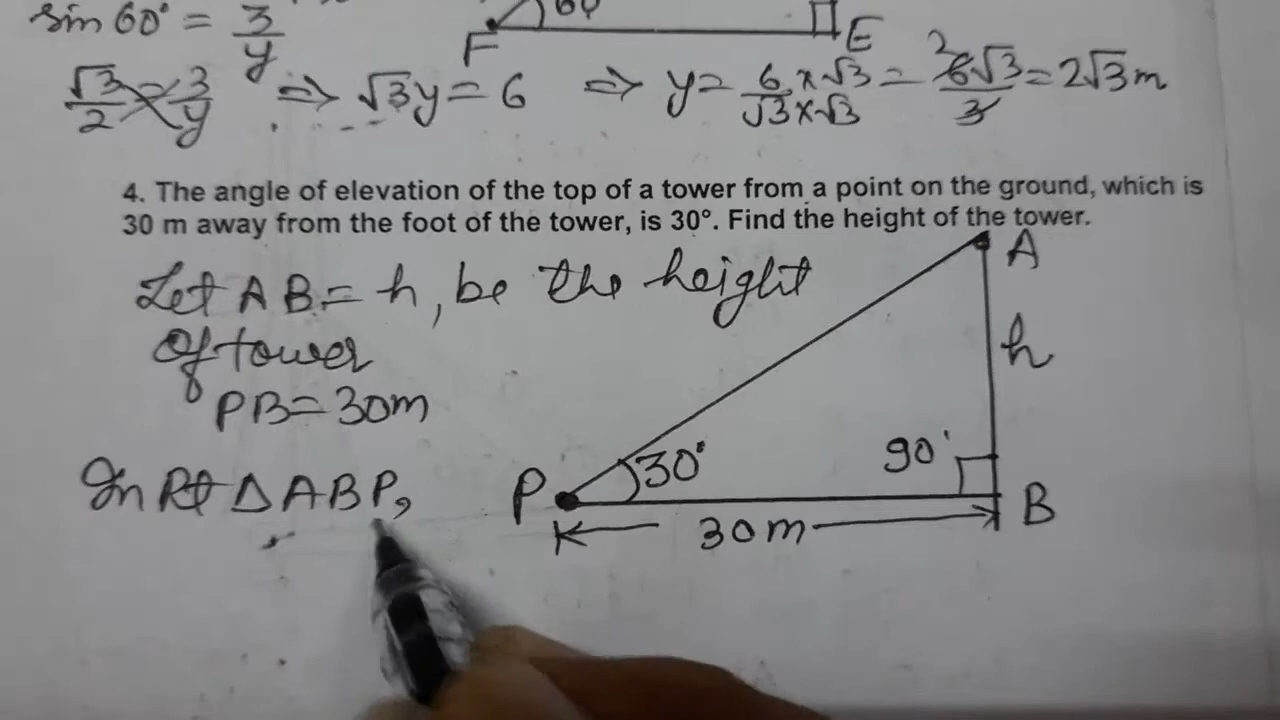 sin 60° = 3/y
F 60 E
√3/2 = 3/y ⇒ √3y = 6 ⇒ y = 6×√3/√3×√3 = 6√3/3 = 2√3 m
2
4. The angle of elevation of the top of a tower from a point on the ground, which is
30 m away from the foot of the tower, is 30°. Find the height of the tower.
Let AB = h, be the height
of tower
PB = 30m
In Rt Δ ABP,
A
h
30°
90°
P
B
30m